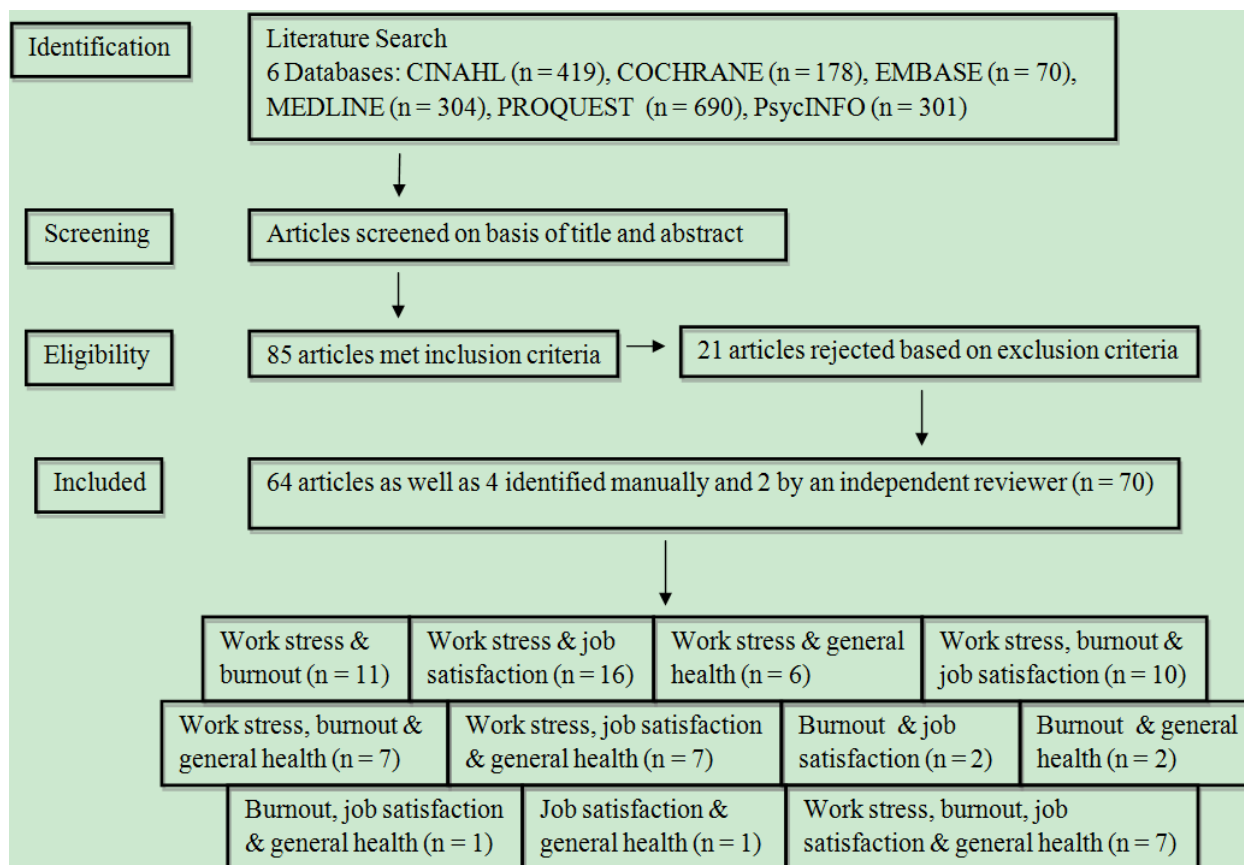 Identification
Literature Search
6 Databases: CINAHL (n = 419), COCHRANE (n = 178), EMBASE (n = 70),
MEDLINE (n = 304), PROQUEST (n = 690), PsycINFO (n = 301)
Screening
Articles screened on basis of title and abstract
Eligibility
85 articles met inclusion criteria
21 articles rejected based on exclusion criteria
Included
64 articles as well as 4 identified manually and 2 by an independent reviewer (n = 70)
Work stress &
burnout (n = 11)
Work stress & job
satisfaction (n = 16)
Work stress & general
health (n = 6)
Work stress, burnout &
job satisfaction (n = 10)
Work stress, burnout &
general health (n = 7)
Work stress, job satisfaction
& general health (n = 7)
Burnout & job
satisfaction (n = 2)
Burnout & general
health (n = 2)
Burnout, job satisfaction
& general health (n = 1)
Job satisfaction &
general health (n = 1)
Work stress, burnout, job
satisfaction & general health (n = 7)